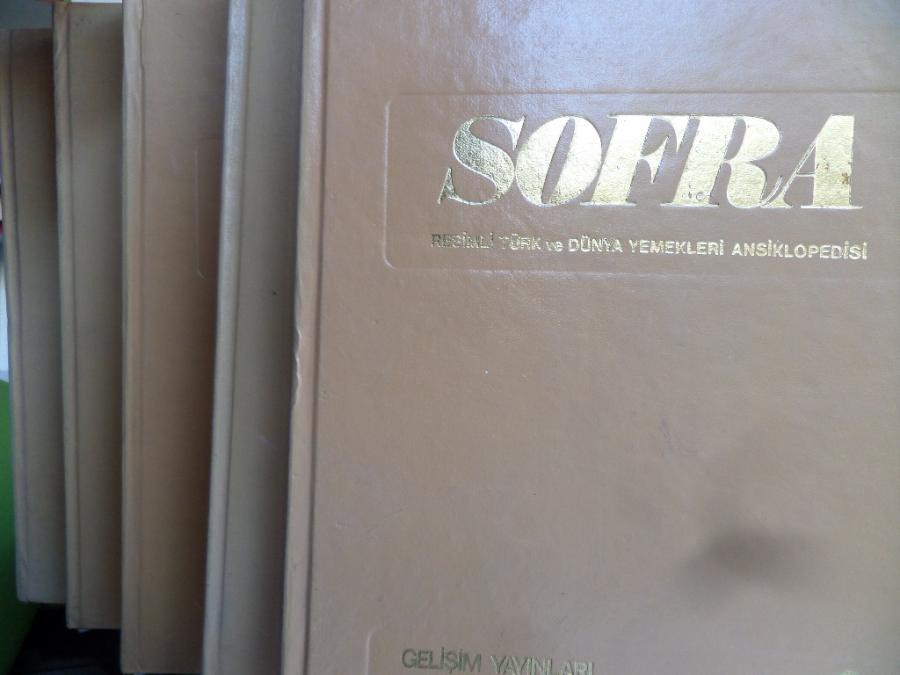 SOFRA
RESİMLİ TÜRK ve DÜNYA YEMEKLERİ ANSİKLOPEDİSİ
GELİŞİM YAYINLARI